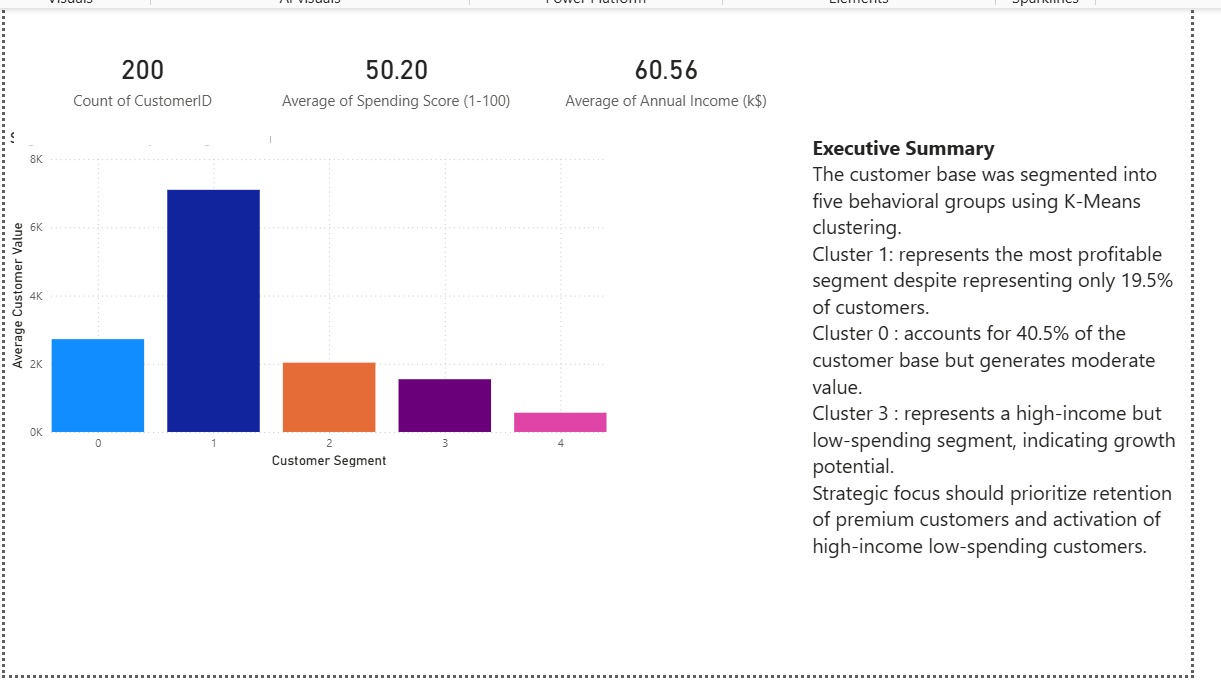 Visuals
AI visuals
Power Platform
Elements
Sparklines
200
Count of CustomerID
50.20
Average of Spending Score (1-100)
60.56
Average of Annual Income (k$)
8K
6K
4K
2K
0K
Average Customer Value
0 1 2 3 4
Customer Segment
Executive Summary
The customer base was segmented into
five behavioral groups using K-Means
clustering.
Cluster 1: represents the most profitable
segment despite representing only 19.5%
of customers.
Cluster 0 : accounts for 40.5% of the
customer base but generates moderate
value.
Cluster 3 : represents a high-income but
low-spending segment, indicating growth
potential.
Strategic focus should prioritize retention
of premium customers and activation of
high-income low-spending customers.